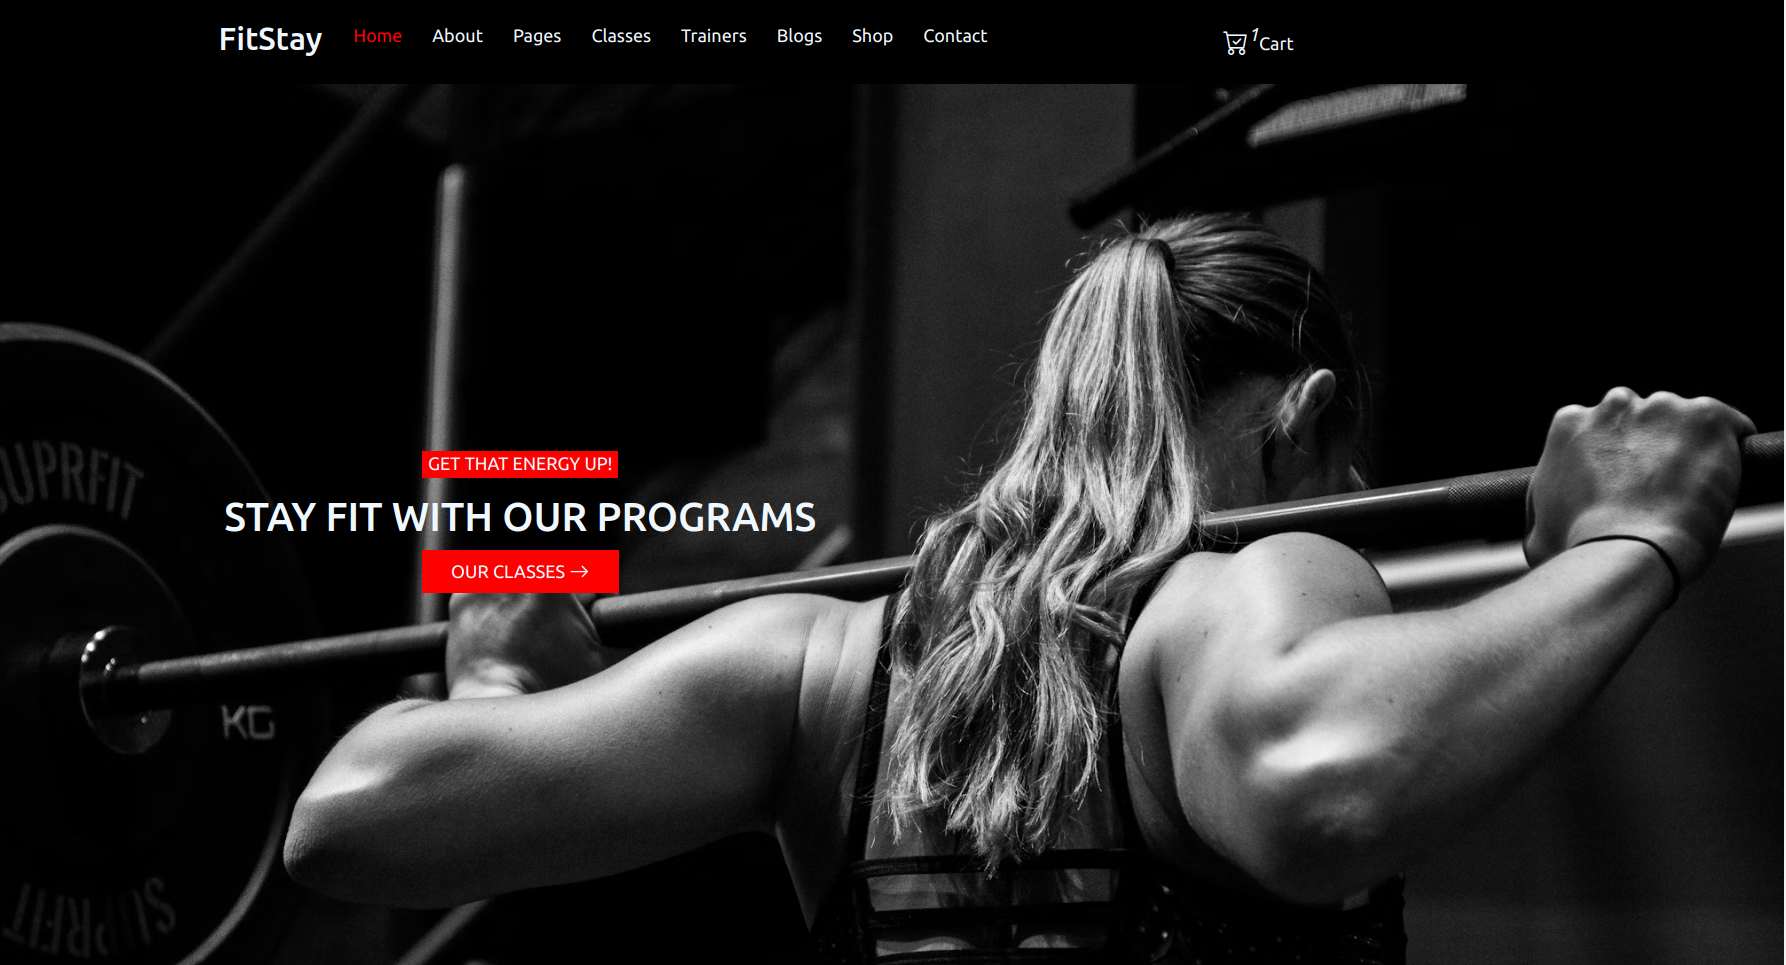 FitStay Home About Pages Classes Trainers Blogs Shop Contact 1 Cart
GET THAT ENERGY UP!
STAY FIT WITH OUR PROGRAMS
OUR CLASSES →
SUPRFIT
KG
SUPRFIT